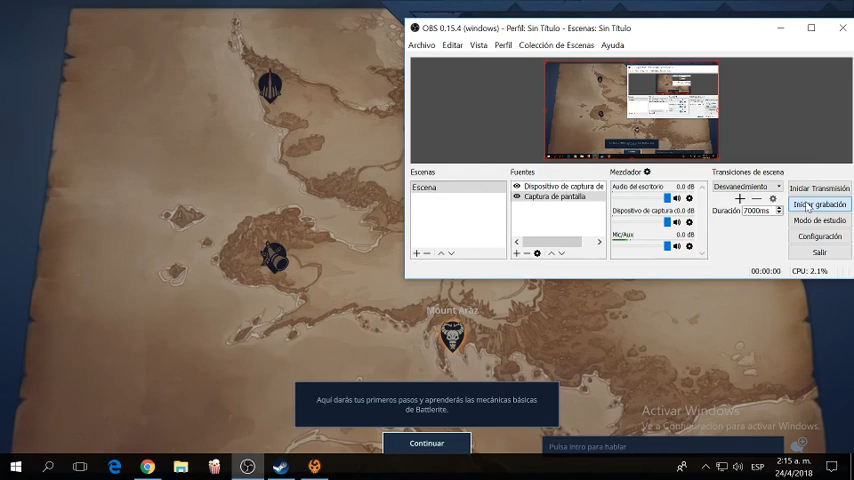 OBS 0.15.4 (windows) - Perfil: Sin Título - Escenas: Sin Título
Archivo Editar Vista Perfil Colección de Escenas Ayuda
Escenas Fuentes Mezclador Transiciones de escena
Escena
Dispositivo de captura de
Captura de pantalla
Audio del escritorio 0.0 dB
Dispositivo de captura 0.0 dB
Mic/Aux 0.0 dB
Desvanecimiento
Duración 7000ms
Iniciar Transmisión
Iniciar grabación
Modo de estudio
Configuración
Salir
00:00:00 CPU: 2.1%
Mount Araz
Aquí darás tus primeros pasos y aprenderás las mecánicas básicas
de Battlerite.
Continuar
Activar Windows
Ve a Configuración para activar Windows.
Pulsa Intro para hablar
ESP
2:15 a. m.
24/4/2018